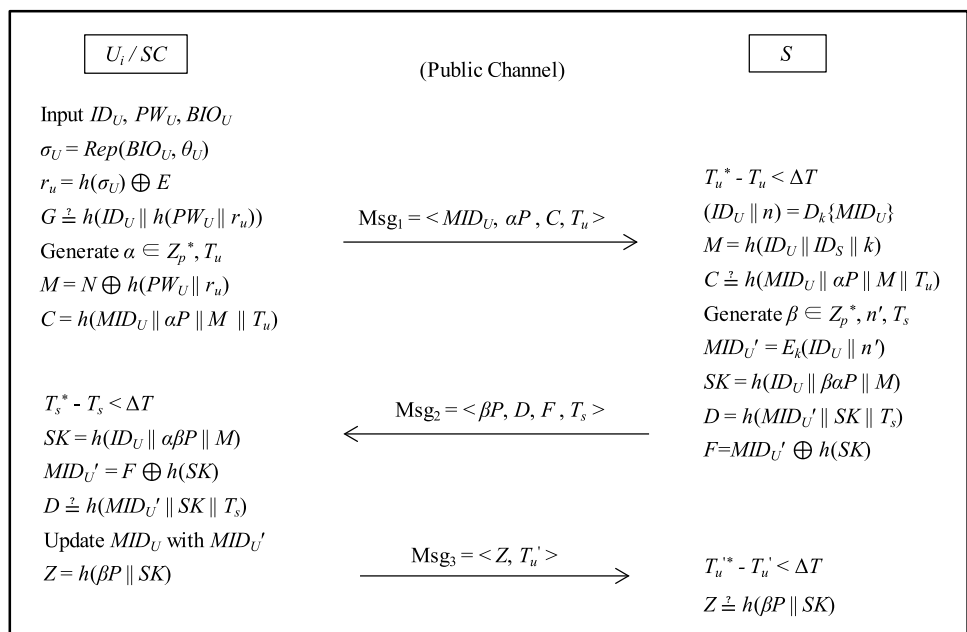 U_i / SC
(Public Channel)
S
Input ID_U, PW_U, BIO_U
σ_U = Rep(BIO_U, θ_U)
r_u = h(σ_U) ⊕ E
G ≟ h(ID_U || h(PW_U || r_u))
Generate α ∈ Z_p*, T_u
M = N ⊕ h(PW_U || r_u)
C = h(MID_U || αP || M || T_u)
Msg_1 = < MID_U, αP , C, T_u >
T_u* - T_u < ΔT
(ID_U || n) = D_k{MID_U}
M = h(ID_U || ID_S || k)
C ≟ h(MID_U || αP || M || T_u)
Generate β ∈ Z_p*, n', T_s
MID_U' = E_k(ID_U || n')
SK = h(ID_U || βαP || M)
D = h(MID_U' || SK || T_s)
F=MID_U' ⊕ h(SK)
Msg_2 = < βP, D, F , T_s >
T_s* - T_s < ΔT
SK = h(ID_U || αβP || M)
MID_U' = F ⊕ h(SK)
D ≟ h(MID_U' || SK || T_s)
Update MID_U with MID_U'
Z = h(βP || SK)
Msg_3 = < Z, T_u' >
T_u'* - T_u' < ΔT
Z ≟ h(βP || SK)